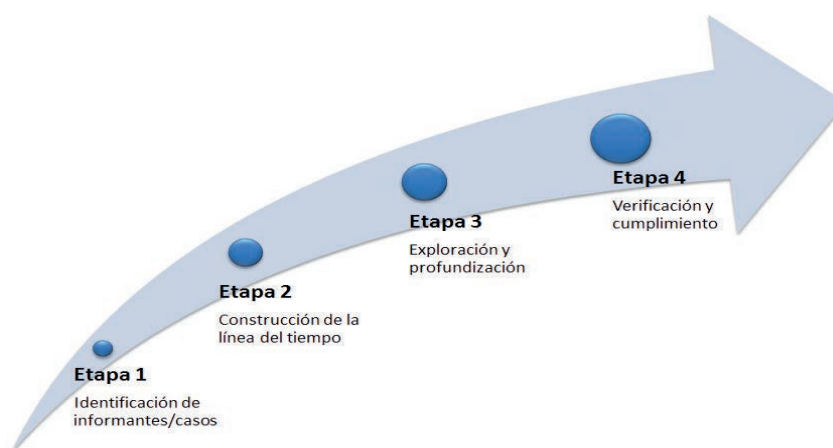 Etapa 1
Identificación de
informantes/casos
Etapa 2
Construcción de la
línea del tiempo
Etapa 3
Exploración y
profundización
Etapa 4
Verificación y
cumplimiento